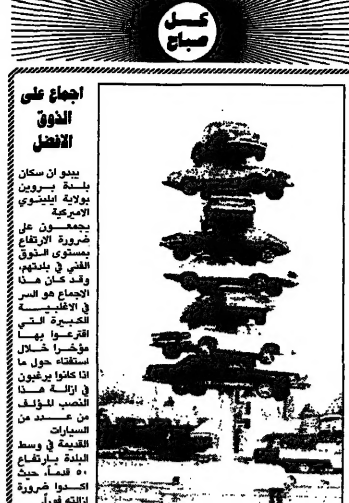 كل
صباح
اجماع على
الذوق
الافضل
يبدو ان سكان
بلدة بروين
بولاية ايلينوي
الاميركية
يجمعون على
ضرورة الارتفاع
بمستوى الذوق
الفني في بلدتهم،
وقد كان هذا
الاجماع هو السر
في الاغلبية
الكبيرة التي
اقترعوا بها
مؤخرا خلال
استفتاء حول ما
اذا كانوا يرغبون
في ازالة هذا
النصب المؤلف
من عدد من
السيارات
القديمة في وسط
البلدة بارتفاع
٥٠ قدما، حيث
اكدوا ضرورة
ازالته فوراً.